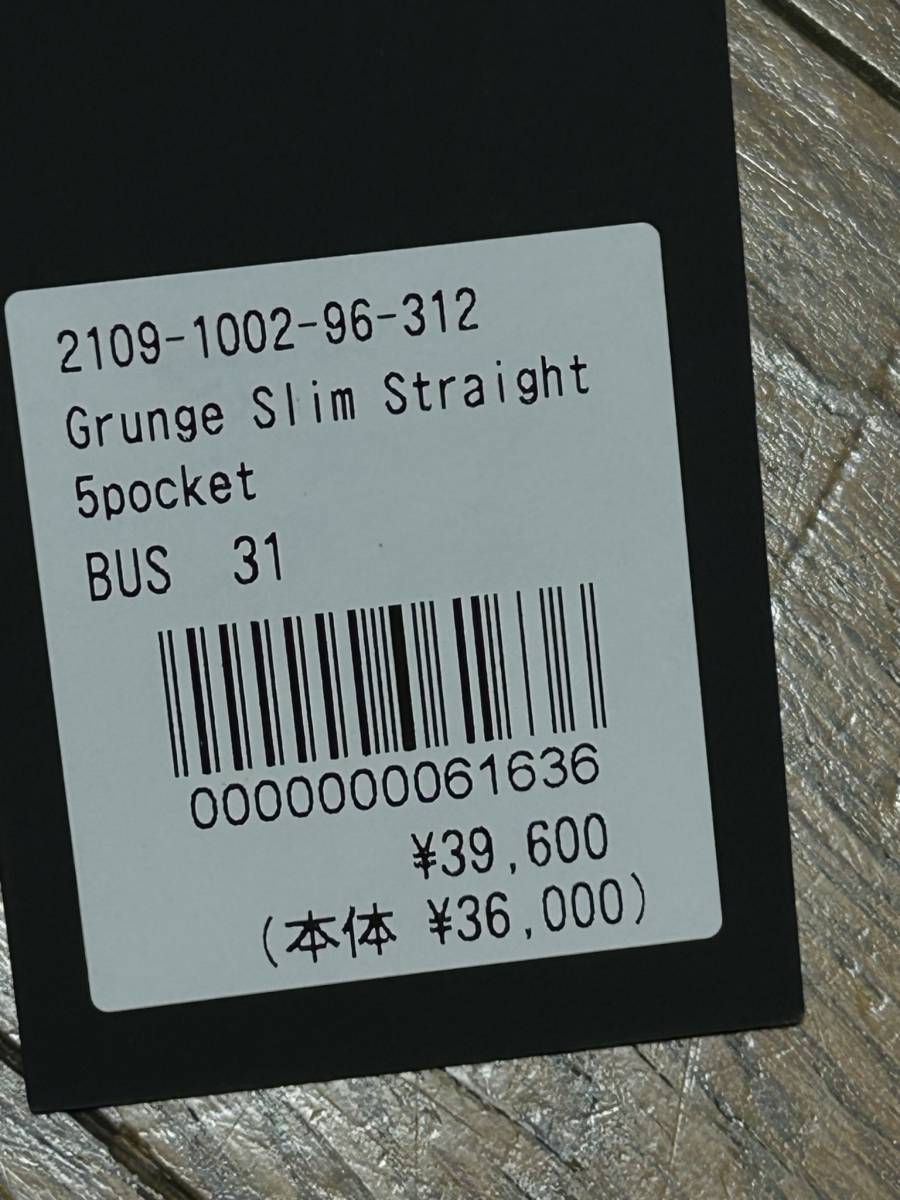 2109-1002-96-312
Grunge Slim Straight
5pocket
BUS 31
0000000061636
¥39,600
(本体 ¥36,000)